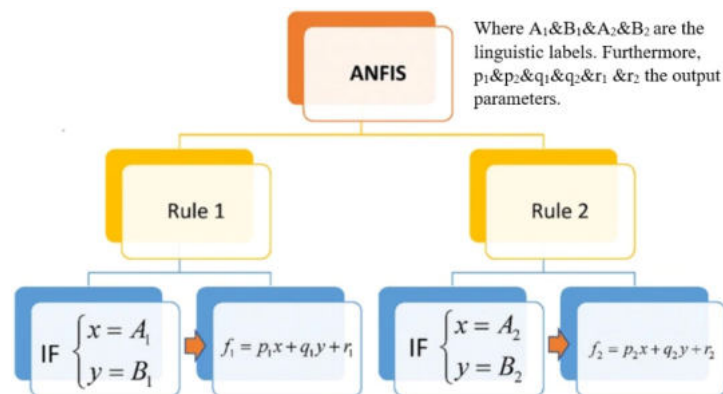 Where A₁&B₁&A₂&B₂ are the
linguistic labels. Furthermore,
p₁&p₂&q₁&q₂&r₁ &r₂ the output
parameters.
ANFIS
Rule 1
Rule 2
IF { x = A₁
y = B₁
f₁ = p₁x+q₁y+r₁
IF { x = A₂
y = B₂
f₂ = p₂x+q₂y+r₂